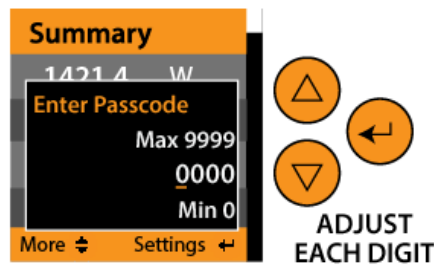 Summary
1421.4 W
Enter Passcode
Max 9999
0000
Min 0
More Settings
ADJUST
EACH DIGIT